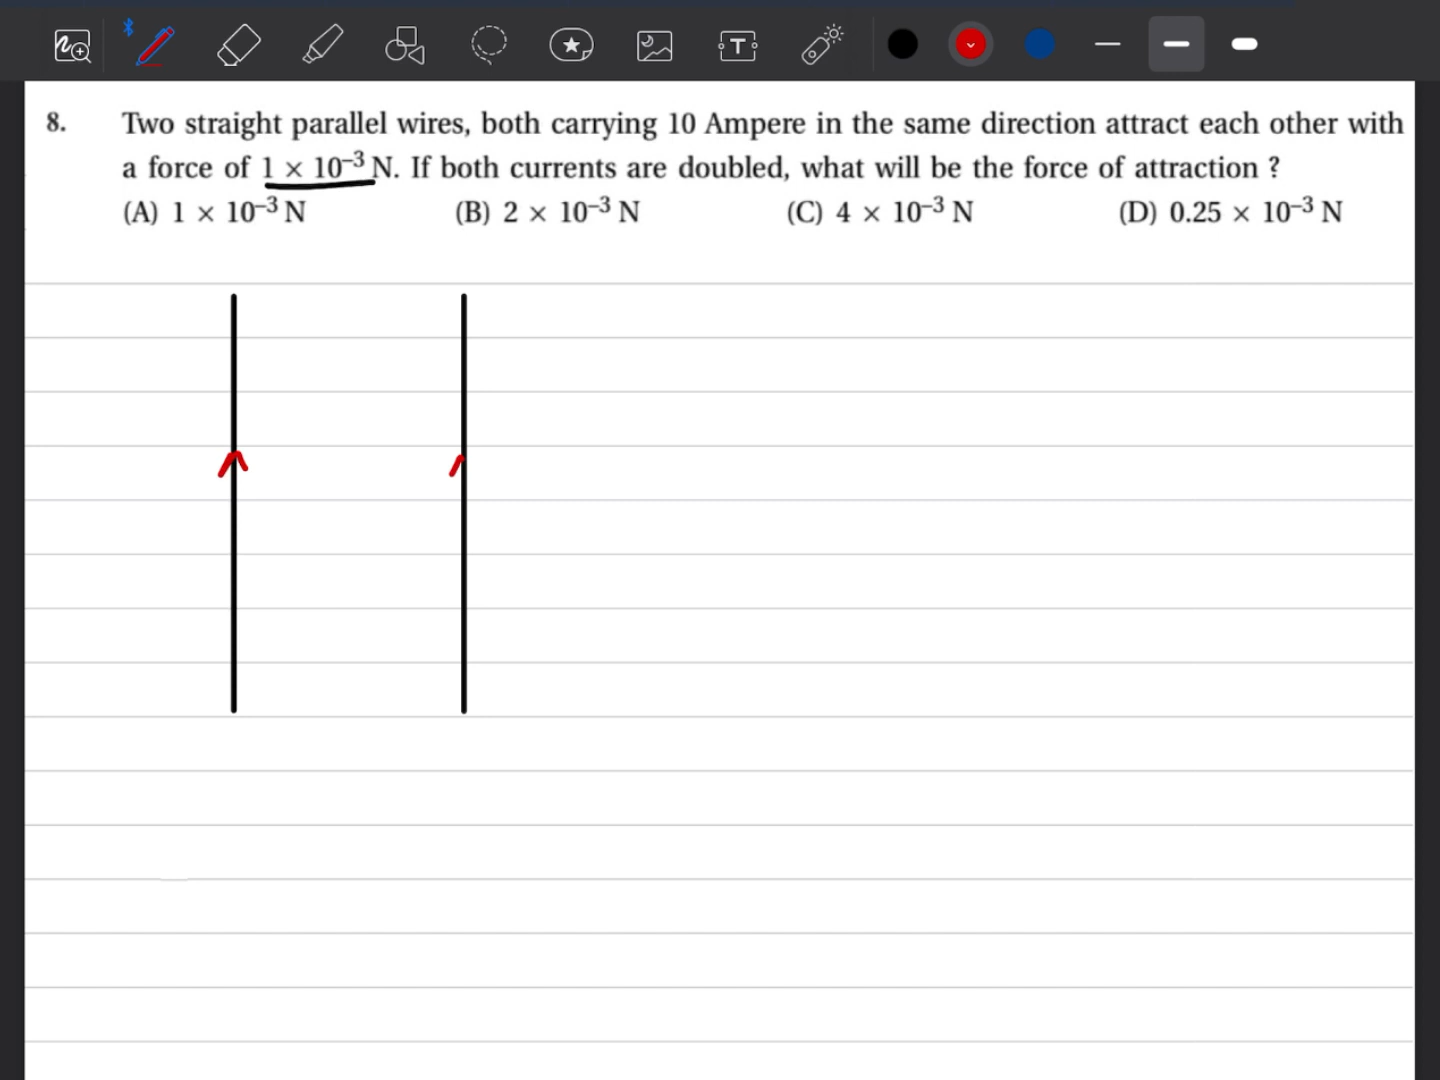 8. Two straight parallel wires, both carrying 10 Ampere in the same direction attract each other with
a force of 1 × 10⁻³ N. If both currents are doubled, what will be the force of attraction ?
(A) 1 × 10⁻³ N (B) 2 × 10⁻³ N (C) 4 × 10⁻³ N (D) 0.25 × 10⁻³ N